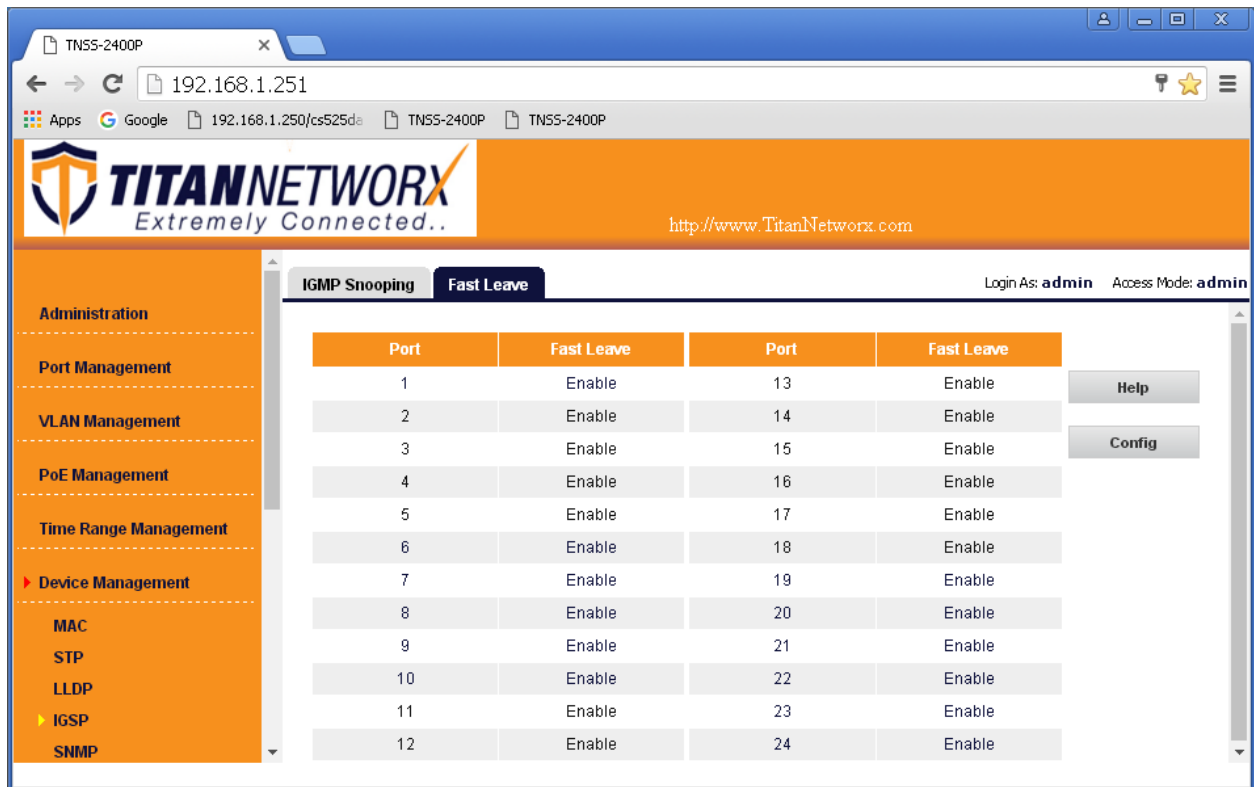 TNSS-2400P
192.168.1.251
Apps Google 192.168.1.250/cs525da TNSS-2400P TNSS-2400P
TITANNETWORX
Extremely Connected..
http://www.TitanNetworx.com
IGMP Snooping Fast Leave Login As: admin Access Mode: admin
Administration
Port Management
VLAN Management
PoE Management
Time Range Management
Device Management
MAC
STP
LLDP
IGSP
SNMP
Port Fast Leave Port Fast Leave
1 Enable 13 Enable
2 Enable 14 Enable
3 Enable 15 Enable
4 Enable 16 Enable
5 Enable 17 Enable
6 Enable 18 Enable
7 Enable 19 Enable
8 Enable 20 Enable
9 Enable 21 Enable
10 Enable 22 Enable
11 Enable 23 Enable
12 Enable 24 Enable
Help
Config